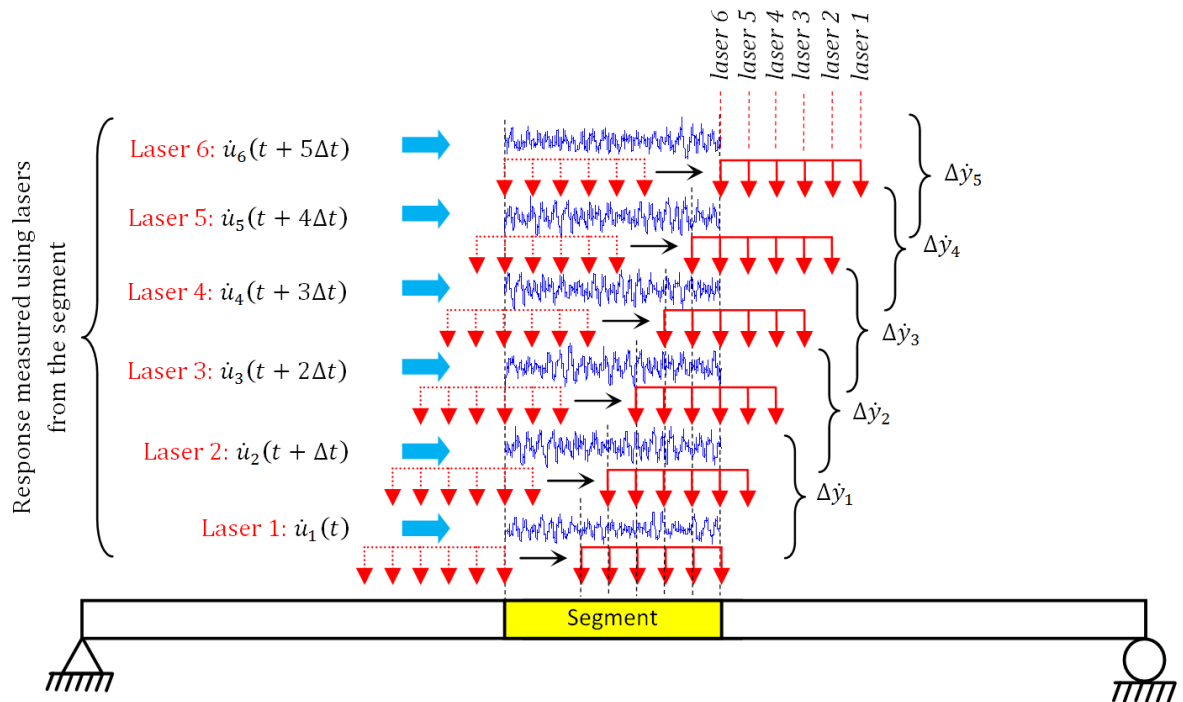 Response measured using lasers
from the segment
laser 6
laser 5
laser 4
laser 3
laser 2
laser 1
Laser 6: u̇₆(t + 5Δt)
Δẏ₅
Laser 5: u̇₅(t + 4Δt)
Δẏ₄
Laser 4: u̇₄(t + 3Δt)
Δẏ₃
Laser 3: u̇₃(t + 2Δt)
Δẏ₂
Laser 2: u̇₂(t + Δt)
Δẏ₁
Laser 1: u̇₁(t)
Segment